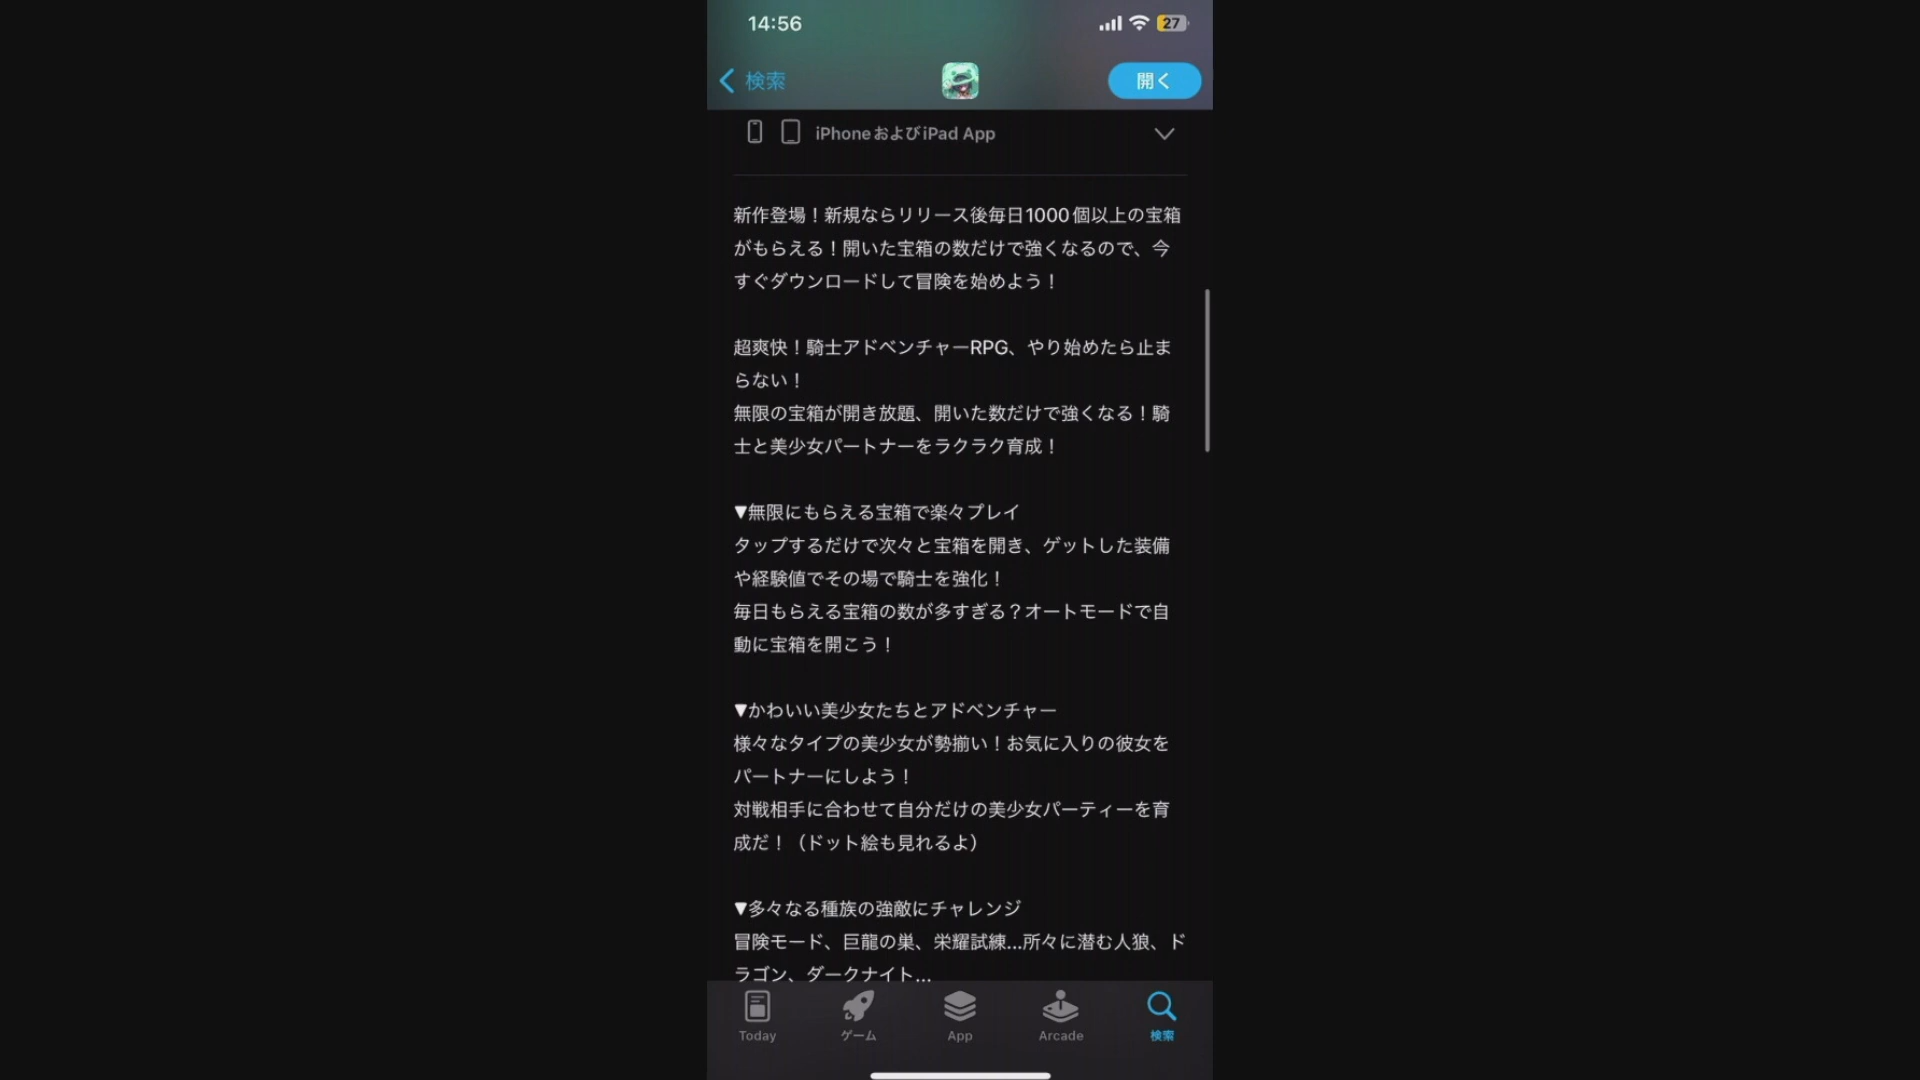 14:56
27
検索
開く
iPhoneおよびiPad App
新作登場！新規ならリリース後毎日1000個以上の宝箱
がもらえる！開いた宝箱の数だけで強くなるので、今
すぐダウンロードして冒険を始めよう！
超爽快！騎士アドベンチャーRPG、やり始めたら止ま
らない！
無限の宝箱が開き放題、開いた数だけで強くなる！騎
士と美少女パートナーをラクラク育成！
▼無限にもらえる宝箱で楽々プレイ
タップするだけで次々と宝箱を開き、ゲットした装備
や経験値でその場で騎士を強化！
毎日もらえる宝箱の数が多すぎる？オートモードで自
動に宝箱を開こう！
▼かわいい美少女たちとアドベンチャー
様々なタイプの美少女が勢揃い！お気に入りの彼女を
パートナーにしよう！
対戦相手に合わせて自分だけの美少女パーティーを育
成だ！（ドット絵も見れるよ）
▼多々なる種族の強敵にチャレンジ
冒険モード、巨龍の巣、栄耀試練...所々に潜む人狼、ド
ラゴン、ダークナイト...
Today
ゲーム
App
Arcade
検索